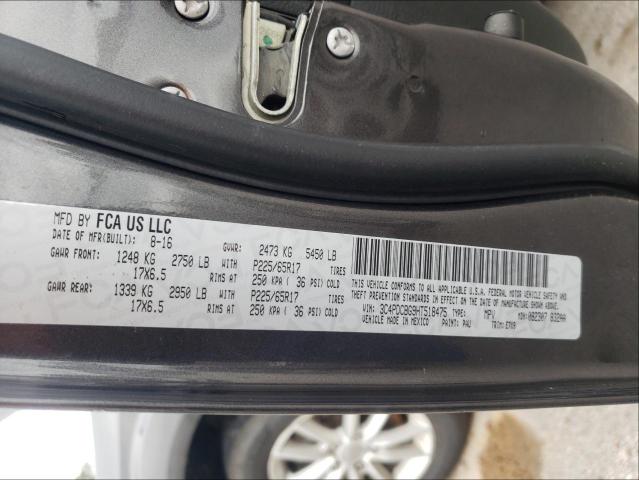 MFD BY FCA US LLC
DATE OF MFR(BUILT): 8-16 GVWR: 2473 KG 5450 LB
GAWR FRONT: 1248 KG 2750 LB WITH P225/65R17 TIRES
17X6.5 RIMS AT 250 KPA ( 36 PSI) COLD
GAWR REAR: 1339 KG 2950 LB WITH P225/65R17 TIRES
17X6.5 RIMS AT 250 KPA ( 36 PSI) COLD
THIS VEHICLE CONFORMS TO ALL APPLICABLE U.S.A. FEDERAL MOTOR VEHICLE SAFETY AND
THEFT PREVENTION STANDARDS IN EFFECT ON THE DATE OF MANUFACTURE SHOWN ABOVE.
VIN: 3C4PDCBG9HT518475 TYPE: MPV MDH: 082307 832AA
VEHICLE MADE IN MEXICO PAINT: PAU TRIM: